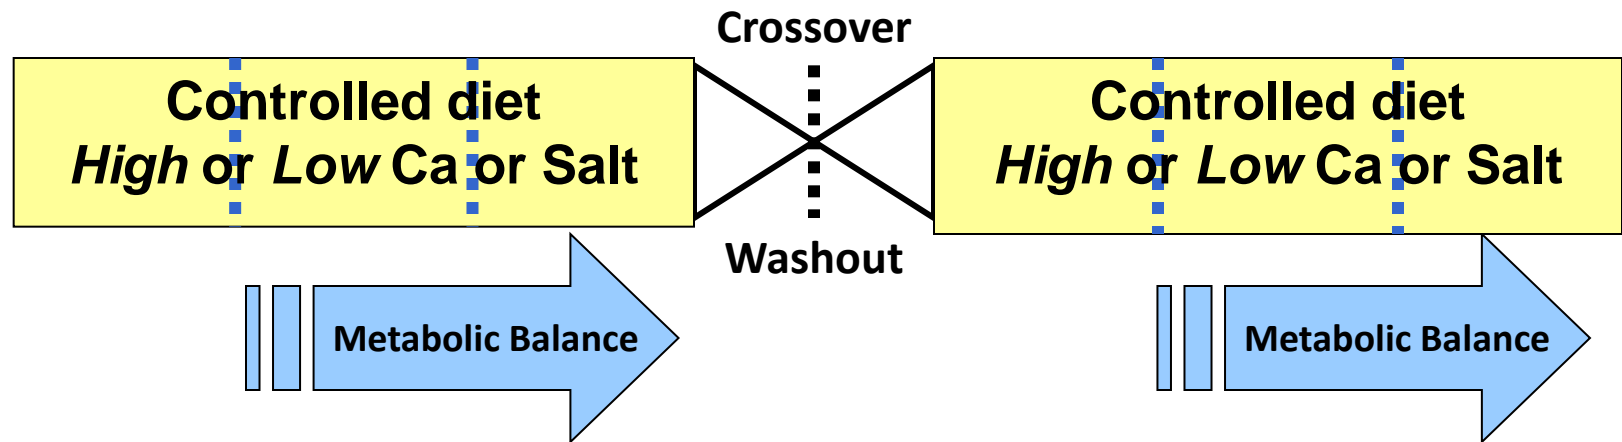 Crossover
Controlled diet
High or Low Ca or Salt
Washout
Controlled diet
High or Low Ca or Salt
Metabolic Balance
Metabolic Balance